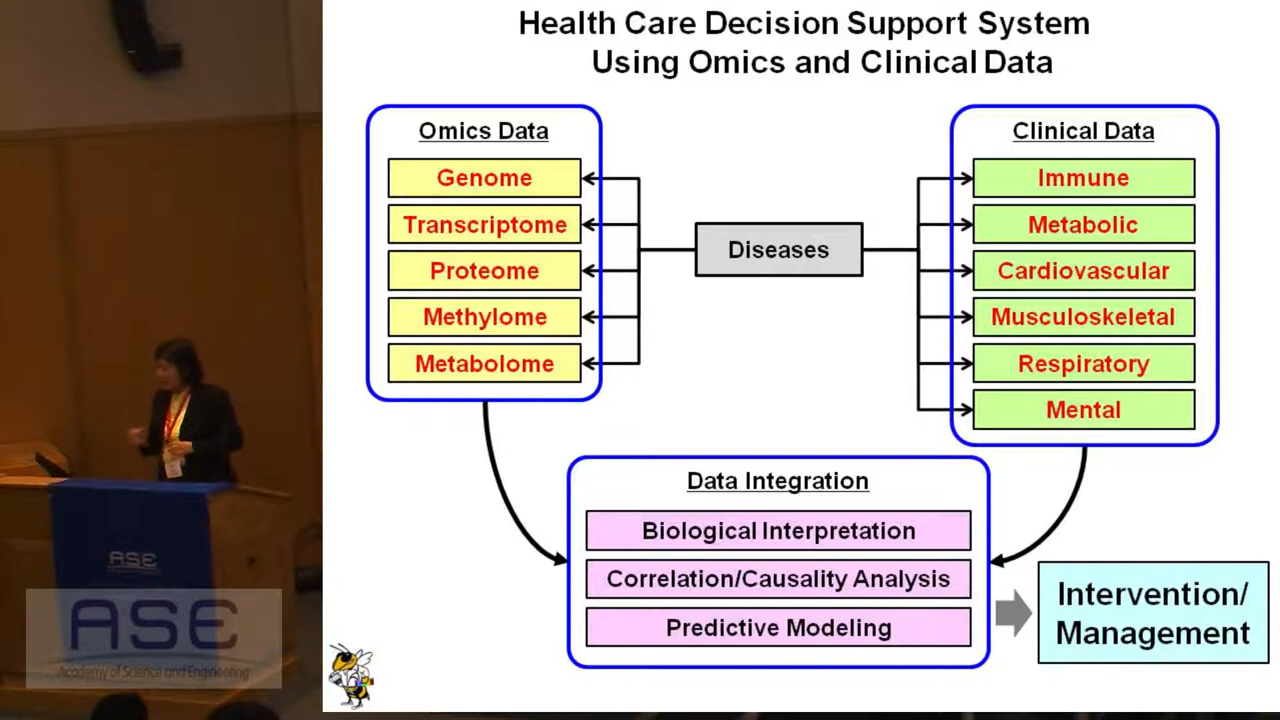 Health Care Decision Support System
Using Omics and Clinical Data
Omics Data
Genome
Transcriptome
Proteome
Methylome
Metabolome
Diseases
Clinical Data
Immune
Metabolic
Cardiovascular
Musculoskeletal
Respiratory
Mental
Data Integration
Biological Interpretation
Correlation/Causality Analysis
Predictive Modeling
Intervention/
Management
ASE
ASE
Academy of Science and Engineering